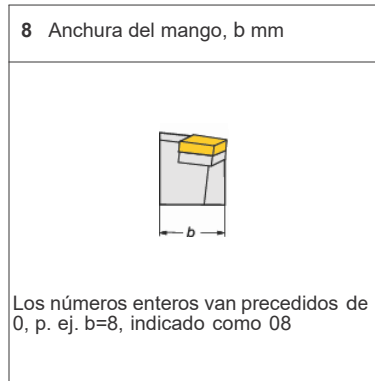 8 Anchura del mango, b mm
b
Los números enteros van precedidos de
0, p. ej. b=8, indicado como 08